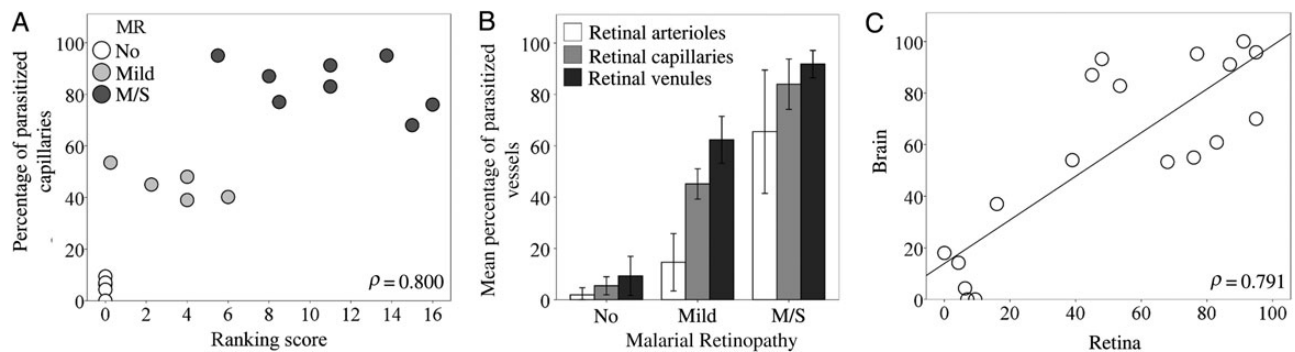 A
MR
No
Mild
M/S
Percentage of parasitized
capillaries
100
80
60
40
20
0
0 2 4 6 8 10 12 14 16
Ranking score
ρ = 0.800
B
Retinal arterioles
Retinal capillaries
Retinal venules
Mean percentage of parasitized
vessels
100
80
60
40
20
0
No Mild M/S
Malarial Retinopathy
C
Brain
100
80
60
40
20
0
0 20 40 60 80 100
Retina
ρ = 0.791